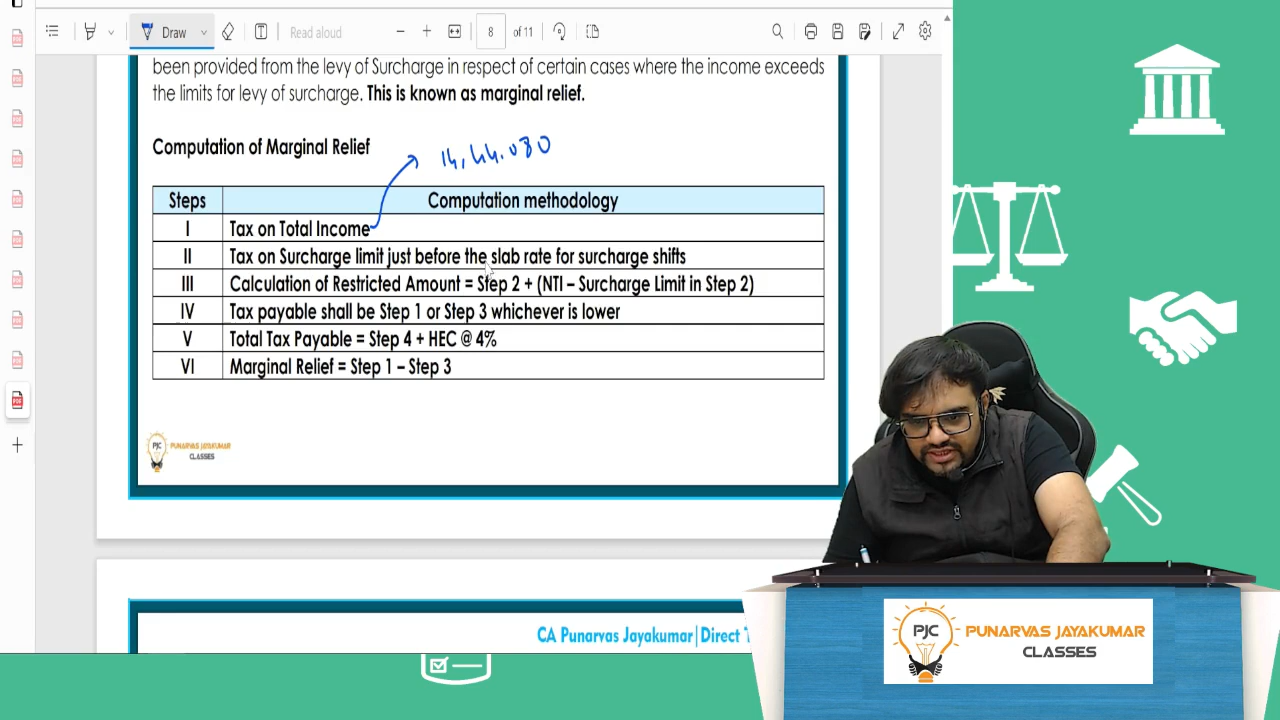 Draw
Read aloud
8 of 11
been provided from the levy of Surcharge in respect of certain cases where the income exceeds
the limits for levy of surcharge. This is known as marginal relief.
Computation of Marginal Relief
14,44,080
Steps Computation methodology
I Tax on Total Income
II Tax on Surcharge limit just before the slab rate for surcharge shifts
III Calculation of Restricted Amount = Step 2 + (NTI – Surcharge Limit in Step 2)
IV Tax payable shall be Step 1 or Step 3 whichever is lower
V Total Tax Payable = Step 4 + HEC @ 4%
VI Marginal Relief = Step 1 – Step 3
PJC PUNARVAS JAYAKUMAR
CLASSES
CA Punarvas Jayakumar|Direct T
PJC PUNARVAS JAYAKUMAR
CLASSES